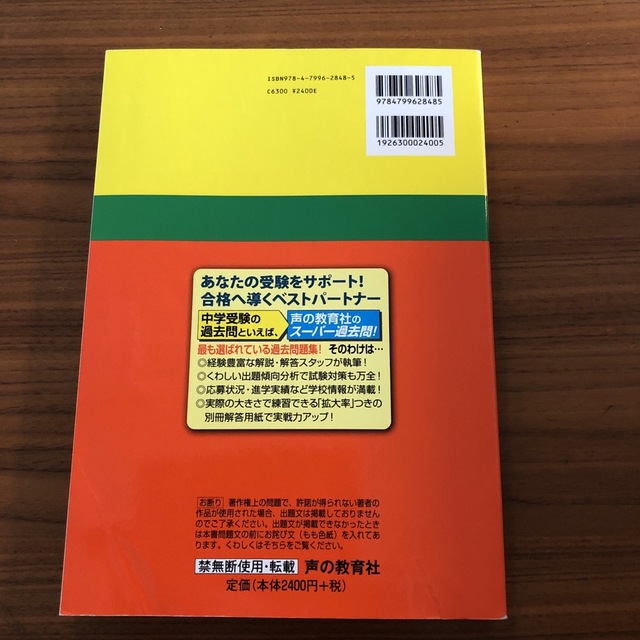 ISBN978-4-7996-2848-5
C6300 ¥2400E
9784799628485
1926300024005
あなたの受験をサポート!
合格へ導くベストパートナー
中学受験の
過去問といえば、
声の教育社の
スーパー過去問!
最も選ばれている過去問題集! そのわけは…
◎経験豊富な解説・解答スタッフが執筆!
◎くわしい出題傾向分析で試験対策も万全!
◎応募状況・進学実績など学校情報が満載!
◎実際の大きさで練習できる「拡大率」つきの
別冊解答用紙で実戦力アップ!
お断り 著作権上の問題で、許諾が得られない著者の
作品が使用された場合、出題文は掲載しておりません
のでご了承ください。出題文が掲載できなかったときは
本書問題文の前にお詫び文(もも色紙)を入れてあ
ります。くわしくはそちらをご覧ください。
禁無断使用・転載 声の教育社
定価(本体2400円+税)